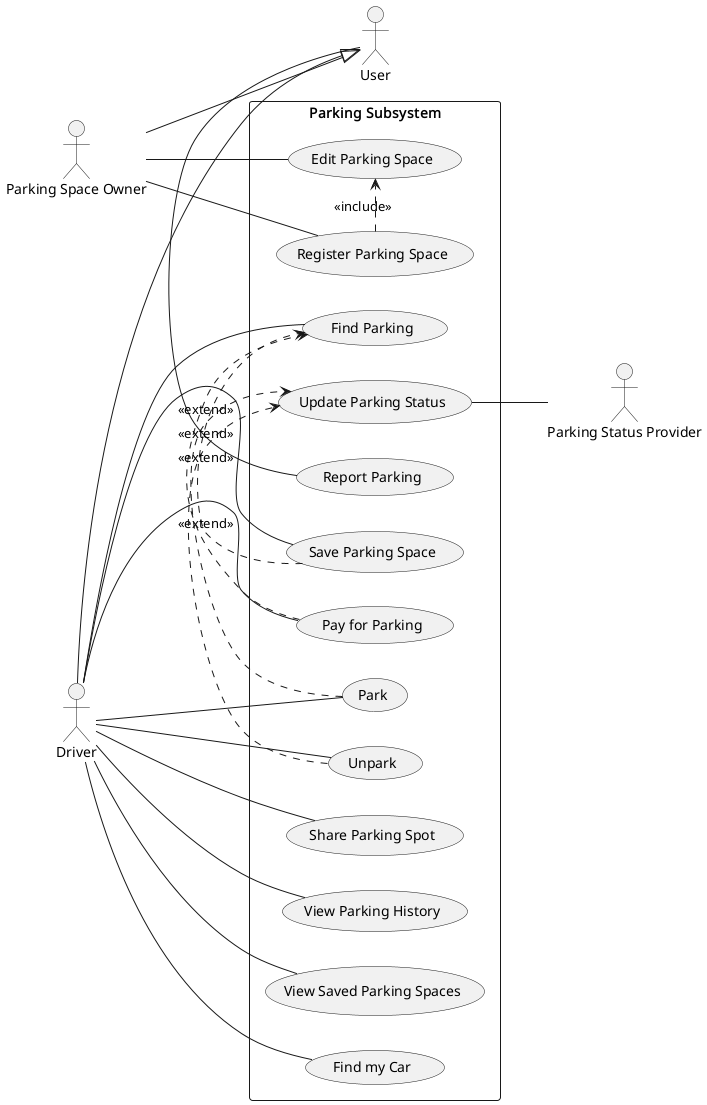 User
Parking Subsystem
Parking Space Owner
Edit Parking Space
«include»
Register Parking Space
Find Parking
Update Parking Status
Parking Status Provider
«extend»
«extend»
«extend»
Report Parking
«extend»
Save Parking Space
Pay for Parking
Park
Driver
Unpark
Share Parking Spot
View Parking History
View Saved Parking Spaces
Find my Car